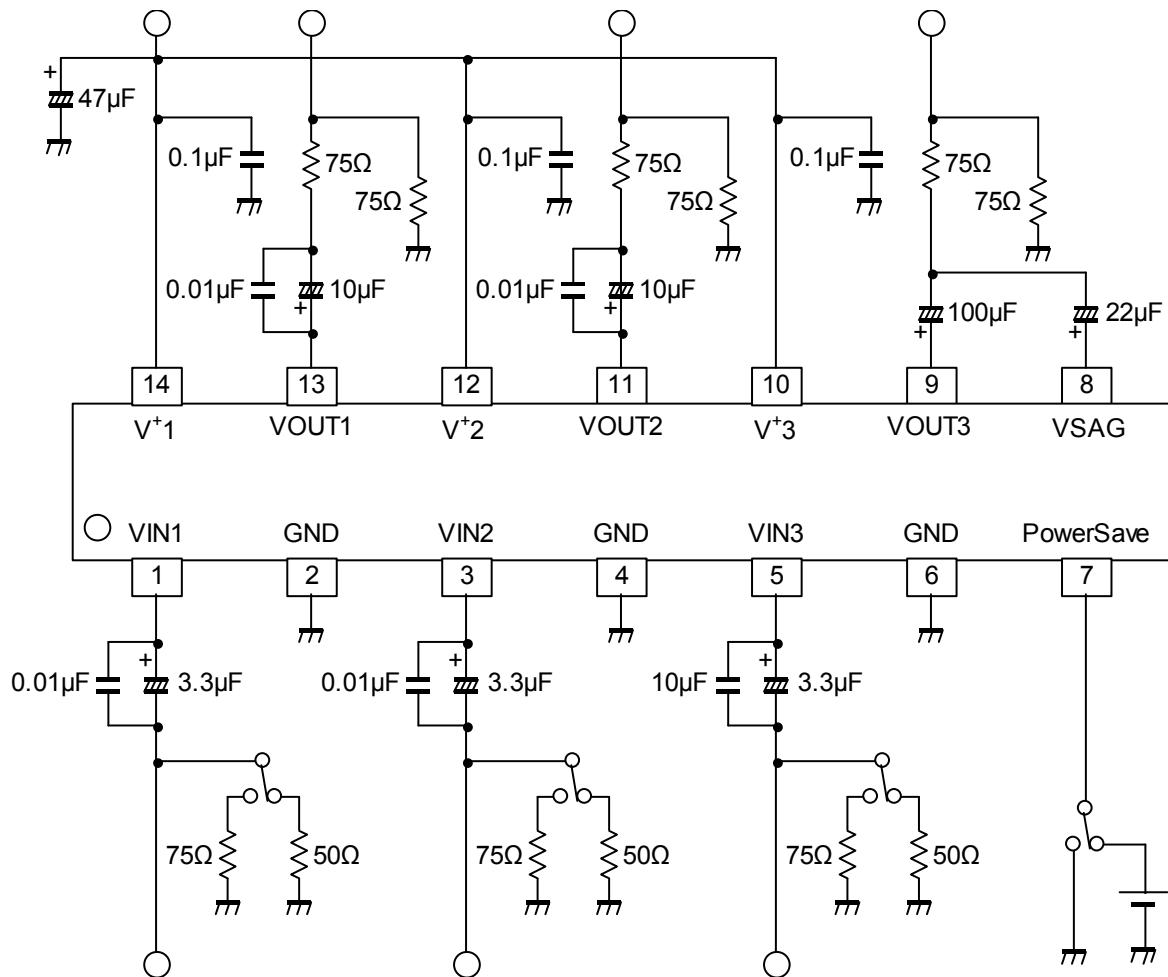 +
47µF
0.1µF
75Ω
75Ω
0.1µF
75Ω
75Ω
0.1µF
75Ω
75Ω
0.01µF
10µF
+
0.01µF
10µF
+
100µF
+
22µF
+
14
13
12
11
10
9
8
V+1
VOUT1
V+2
VOUT2
V+3
VOUT3
VSAG
VIN1
GND
VIN2
GND
VIN3
GND
PowerSave
1
2
3
4
5
6
7
+
0.01µF
3.3µF
+
0.01µF
3.3µF
+
10µF
3.3µF
75Ω
50Ω
75Ω
50Ω
75Ω
50Ω